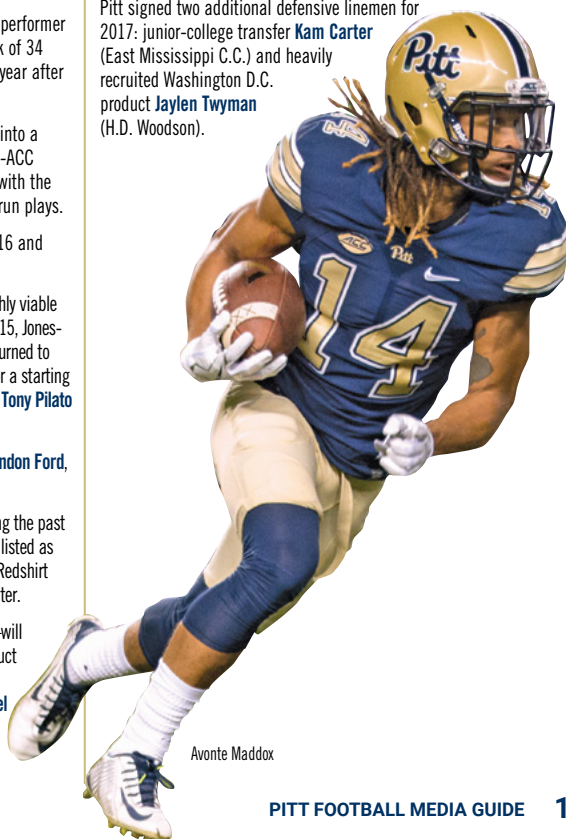 performer
k of 34
year after
into a
-ACC
with the
run plays.
16 and
hly viable
15, Jones-
urned to
r a starting
Tony Pilato
ndon Ford,
ng the past
listed as
Redshirt
ter.
will
uct
el
Pitt signed two additional defensive linemen for
2017: junior-college transfer Kam Carter
(East Mississippi C.C.) and heavily
recruited Washington D.C.
product Jaylen Twyman
(H.D. Woodson).
Pitt
ACC
ACC
Pitt
14
Avonte Maddox
PITT FOOTBALL MEDIA GUIDE 1